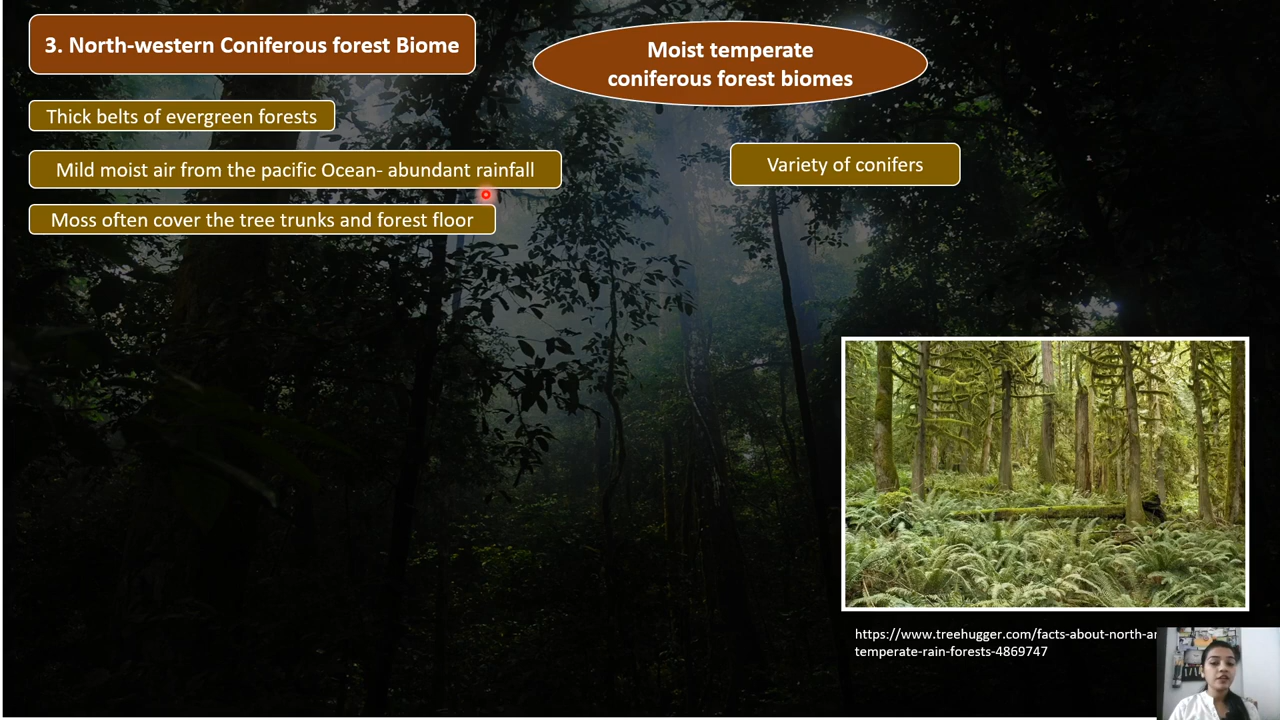 3. North-western Coniferous forest Biome
Moist temperate
coniferous forest biomes
Thick belts of evergreen forests
Mild moist air from the pacific Ocean- abundant rainfall
Variety of conifers
Moss often cover the tree trunks and forest floor
https://www.treehugger.com/facts-about-north-
temperate-rain-forests-4869747